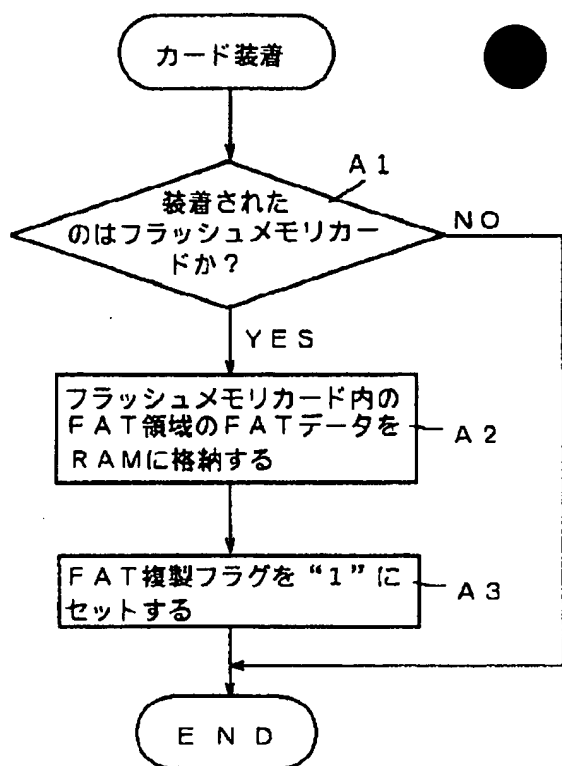 カード装着
A1
装着された
のはフラッシュメモリカー
ドか？
NO
YES
フラッシュメモリカード内の
FAT領域のFATデータを
RAMに格納する
A2
FAT複製フラグを“1”に
セットする
A3
END